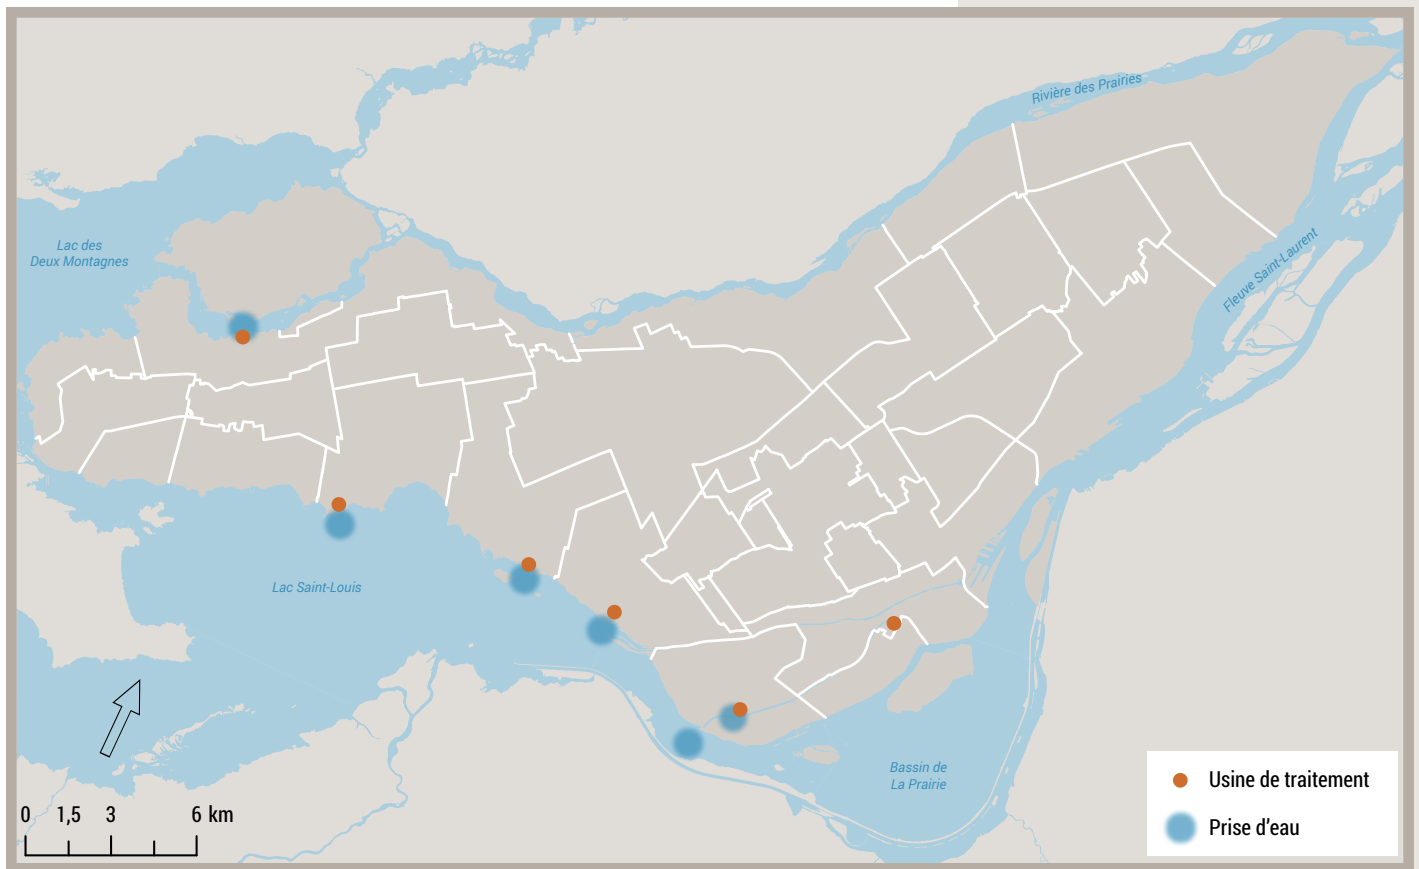 Rivière des Prairies
Lac des
Deux Montagnes
Fleuve Saint-Laurent
Lac Saint-Louis
Bassin de
La Prairie
0 1,5 3 6 km
Usine de traitement
Prise d'eau